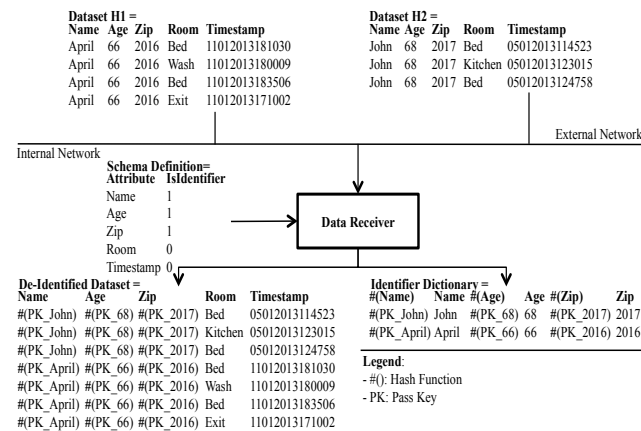 Dataset H1 =
Name Age Zip Room Timestamp
April 66 2016 Bed 11012013181030
April 66 2016 Wash 11012013180009
April 66 2016 Bed 11012013183506
April 66 2016 Exit 11012013171002
Dataset H2 =
Name Age Zip Room Timestamp
John 68 2017 Bed 05012013114523
John 68 2017 Kitchen 05012013123015
John 68 2017 Bed 05012013124758
External Network
Internal Network
Schema Definition=
Attribute IsIdentifier
Name 1
Age 1
Zip 1
Room 0
Timestamp 0
Data Receiver
De-Identified Dataset =
Name Age Zip Room Timestamp
#(PK_John) #(PK_68) #(PK_2017) Bed 05012013114523
#(PK_John) #(PK_68) #(PK_2017) Kitchen 05012013123015
#(PK_John) #(PK_68) #(PK_2017) Bed 05012013124758
#(PK_April) #(PK_66) #(PK_2016) Bed 11012013181030
#(PK_April) #(PK_66) #(PK_2016) Wash 11012013180009
#(PK_April) #(PK_66) #(PK_2016) Bed 11012013183506
#(PK_April) #(PK_66) #(PK_2016) Exit 11012013171002
Identifier Dictionary =
#(Name) Name #(Age) Age #(Zip) Zip
#(PK_John) John #(PK_68) 68 #(PK_2017) 2017
#(PK_April) April #(PK_66) 66 #(PK_2016) 2016
Legend:
- #(): Hash Function
- PK: Pass Key